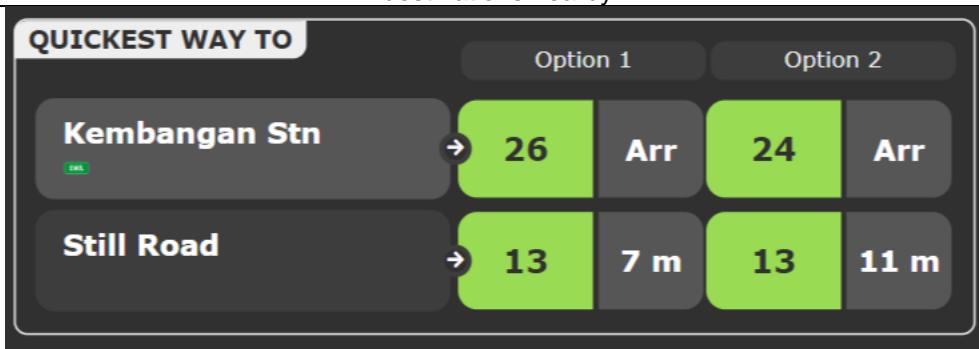 QUICKEST WAY TO
Option 1 Option 2
Kembangan Stn 26 Arr 24 Arr
EWL
Still Road 13 7 m 13 11 m